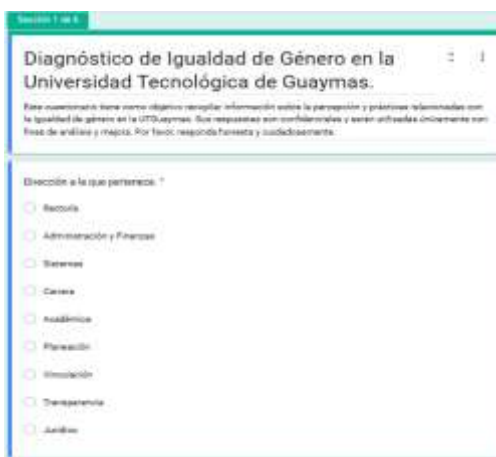 Sección 1 de 6
Diagnóstico de Igualdad de Género en la
Universidad Tecnológica de Guaymas.
Este cuestionario tiene como objetivo recopilar información sobre la percepción y prácticas relacionadas con
la igualdad de género en la UTGuaymas. Sus respuestas son confidenciales y serán utilizadas únicamente con
fines de análisis y mejora. Por favor, responda honesta y cuidadosamente.
Dirección a la que pertenece. *
Rectoría
Administración y Finanzas
Sistemas
Carrera
Académica
Planeación
Vinculación
Transparencia
Jurídico